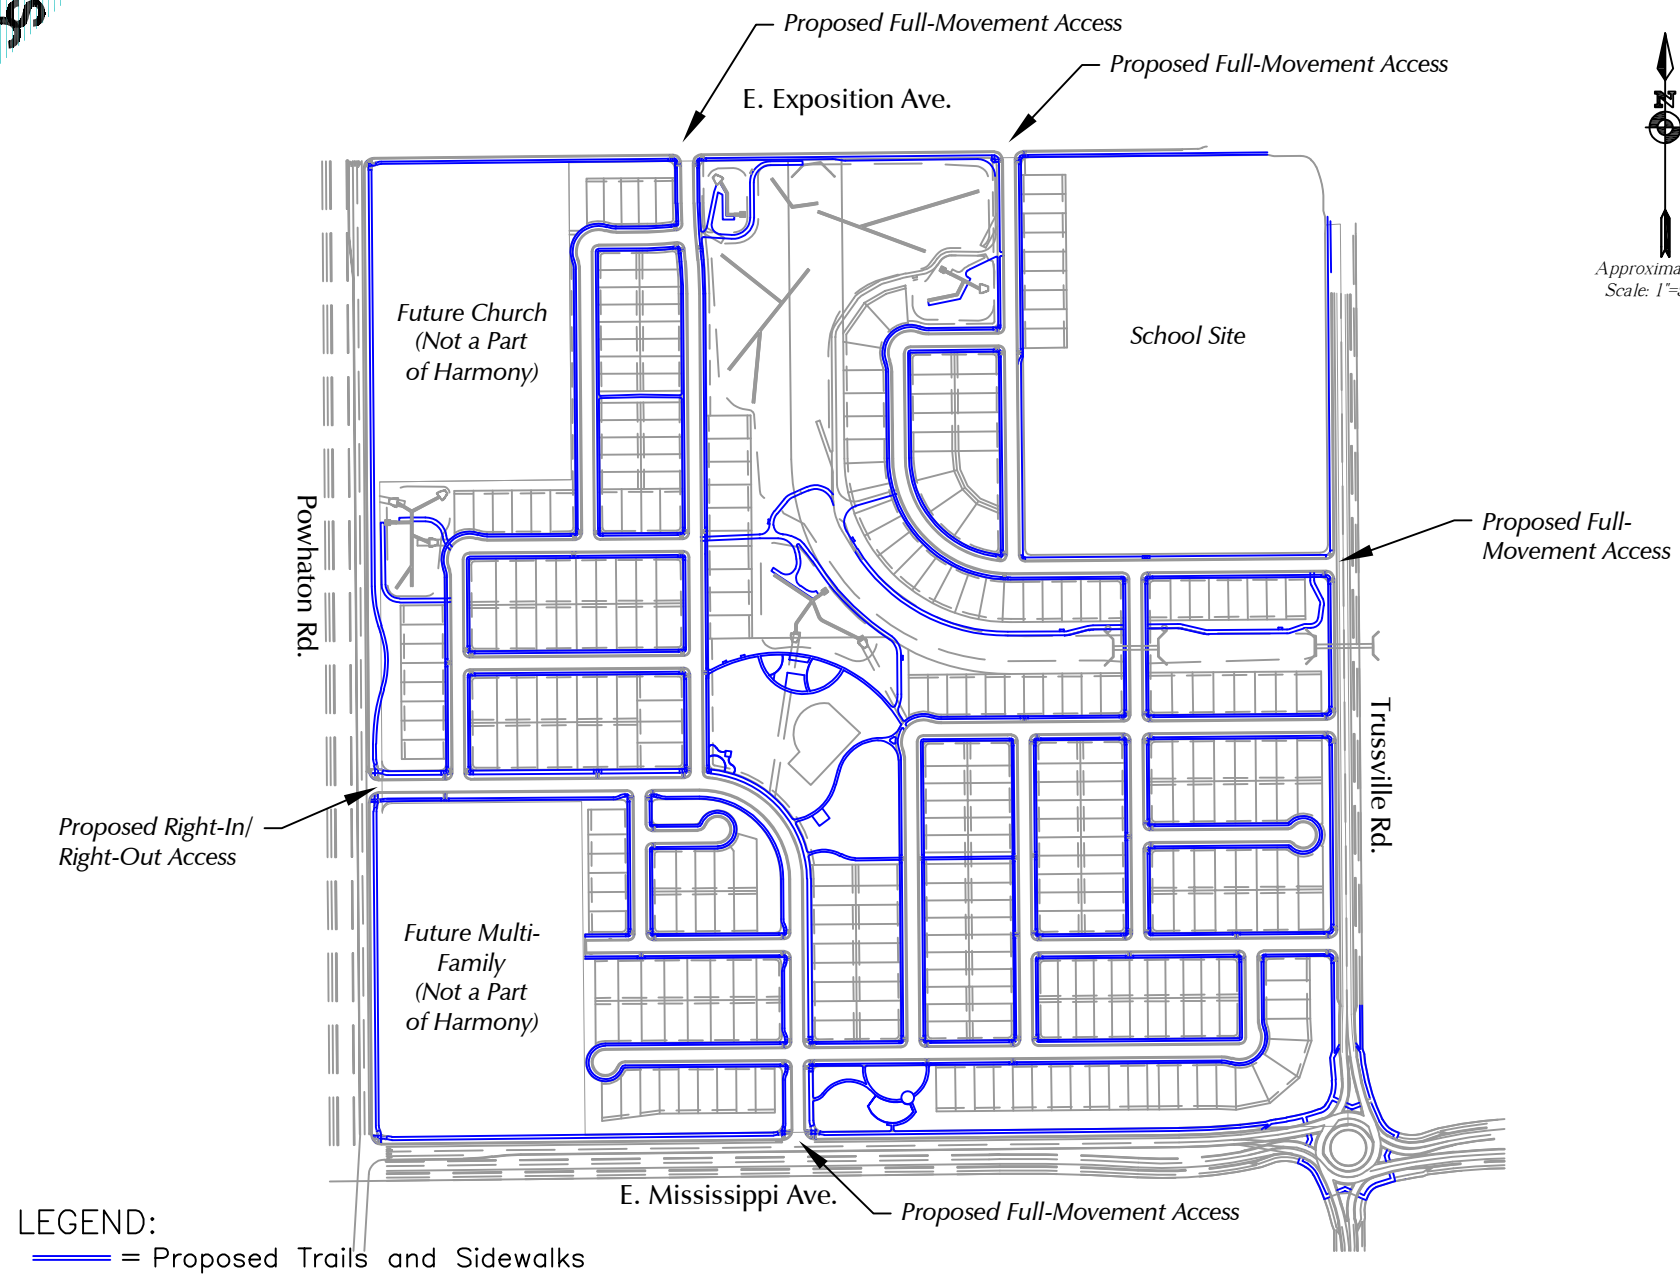 Proposed Full-Movement Access
Proposed Full-Movement Access
E. Exposition Ave.
N
Scale: 1"=
Future Church
(Not a Part
of Harmony)
School Site
Powhaton Rd.
Proposed Full-
Movement Access
Trussville Rd.
Proposed Right-In/
Right-Out Access
Future Multi-
Family
(Not a Part
of Harmony)
E. Mississippi Ave.
Proposed Full-Movement Access
LEGEND:
= Proposed Trails and Sidewalks